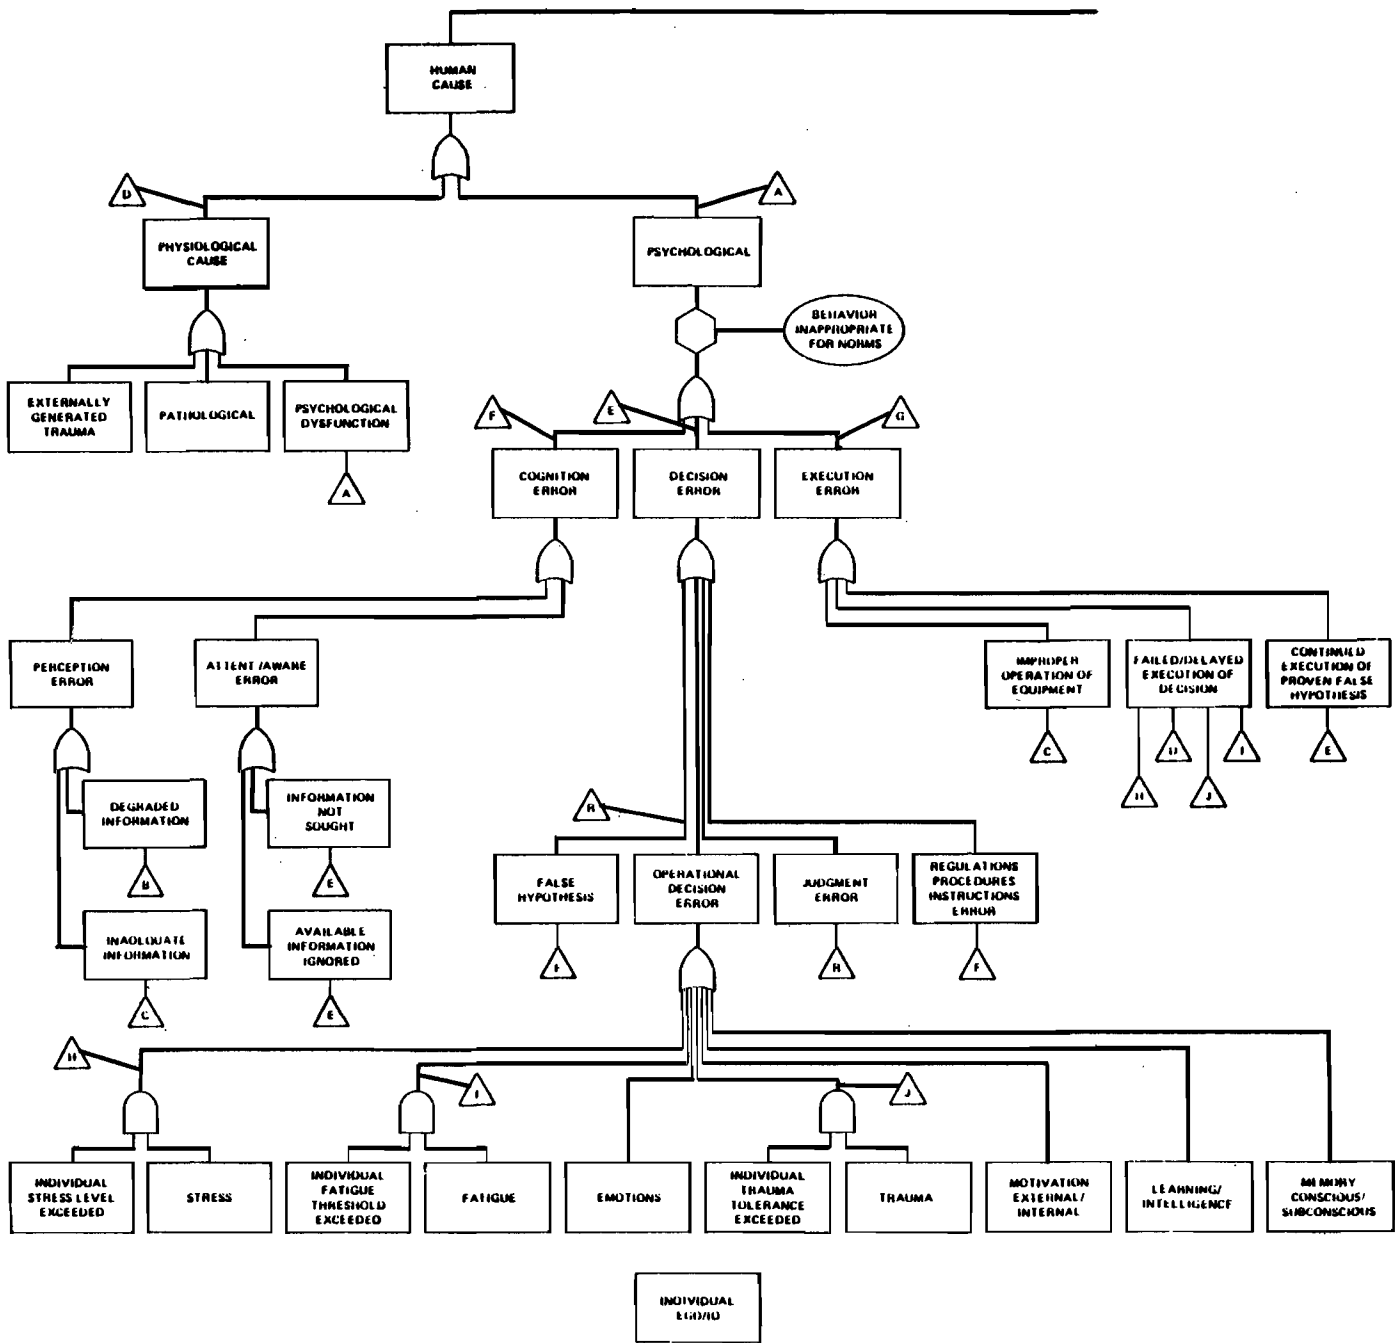 HUMAN
CAUSE
D
A
PHYSIOLOGICAL
CAUSE
PSYCHOLOGICAL
BEHAVIOR
INAPPROPRIATE
FOR NORMS
EXTERNALLY
GENERATED
TRAUMA
PATHOLOGICAL
PSYCHOLOGICAL
DYSFUNCTION
A
F
E
G
COGNITION
ERROR
DECISION
ERROR
EXECUTION
ERROR
PERCEPTION
ERROR
ATTENT/AWARE
ERROR
IMPROPER
OPERATION OF
EQUIPMENT
FAILED/DELAYED
EXECUTION OF
DECISION
CONTINUED
EXECUTION OF
PROVEN FALSE
HYPOTHESIS
C
D
I
E
H
J
DEGRADED
INFORMATION
INFORMATION
NOT
SOUGHT
B
E
INADEQUATE
INFORMATION
AVAILABLE
INFORMATION
IGNORED
C
E
FALSE
HYPOTHESIS
OPERATIONAL
DECISION
ERROR
JUDGMENT
ERROR
REGULATIONS
PROCEDURES
INSTRUCTIONS
ERROR
F
H
I
J
INDIVIDUAL
STRESS LEVEL
EXCEEDED
STRESS
INDIVIDUAL
FATIGUE
THRESHOLD
EXCEEDED
FATIGUE
EMOTIONS
INDIVIDUAL
TRAUMA
TOLERANCE
EXCEEDED
TRAUMA
MOTIVATION
EXTERNAL/
INTERNAL
LEARNING/
INTELLIGENCE
MEMORY
CONSCIOUS/
SUBCONSCIOUS
INDIVIDUAL
EGO/ID